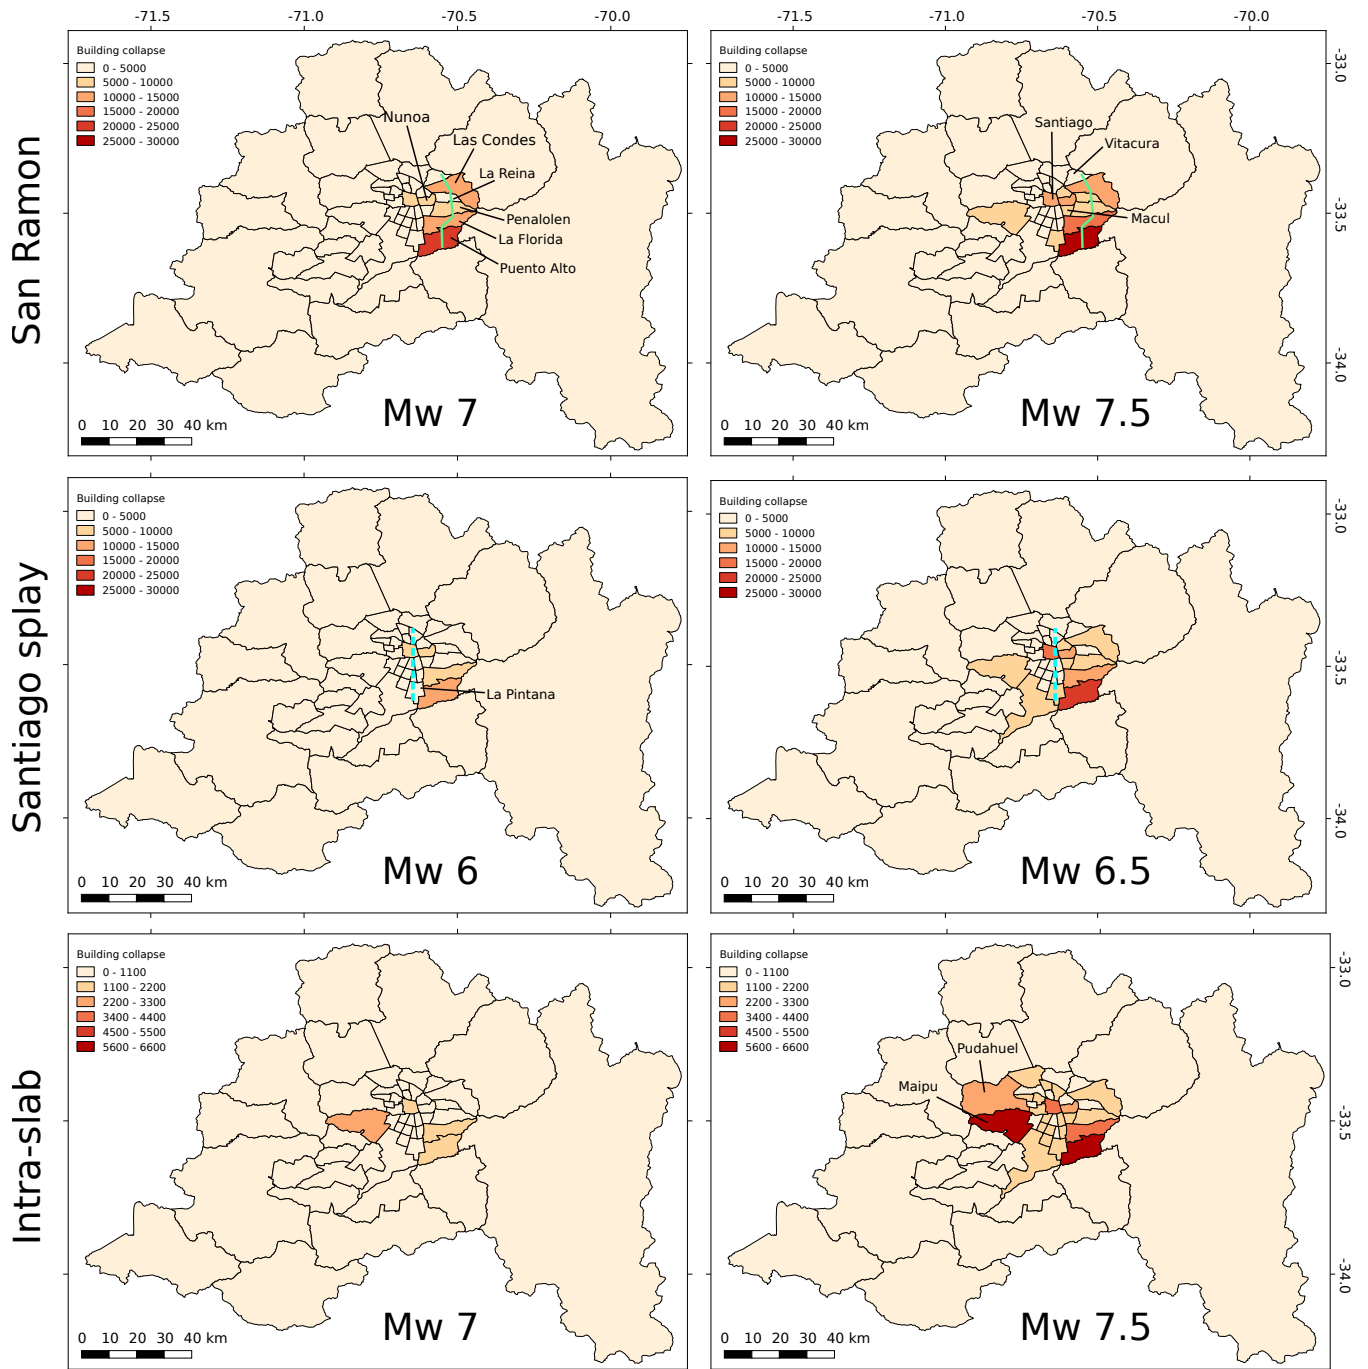 -71.5 -71.0 -70.5 -70.0
-71.5 -71.0 -70.5 -70.0
San Ramon
Building collapse
0 - 5000
5000 - 10000
10000 - 15000
15000 - 20000
20000 - 25000
25000 - 30000
Nunoa
Las Condes
La Reina
Penalolen
La Florida
Puento Alto
0 10 20 30 40 km
Mw 7
Building collapse
0 - 5000
5000 - 10000
10000 - 15000
15000 - 20000
20000 - 25000
25000 - 30000
Santiago
Vitacura
Macul
0 10 20 30 40 km
Mw 7.5
-33.0
-33.5
-34.0
Santiago splay
Building collapse
0 - 5000
5000 - 10000
10000 - 15000
15000 - 20000
20000 - 25000
25000 - 30000
La Pintana
0 10 20 30 40 km
Mw 6
Building collapse
0 - 5000
5000 - 10000
10000 - 15000
15000 - 20000
20000 - 25000
25000 - 30000
0 10 20 30 40 km
Mw 6.5
-33.0
-33.5
-34.0
Intra-slab
Building collapse
0 - 1100
1100 - 2200
2200 - 3300
3400 - 4400
4500 - 5500
5600 - 6600
0 10 20 30 40 km
Mw 7
Building collapse
0 - 1100
1100 - 2200
2200 - 3300
3400 - 4400
4500 - 5500
5600 - 6600
Pudahuel
Maipu
0 10 20 30 40 km
Mw 7.5
-33.0
-33.5
-34.0